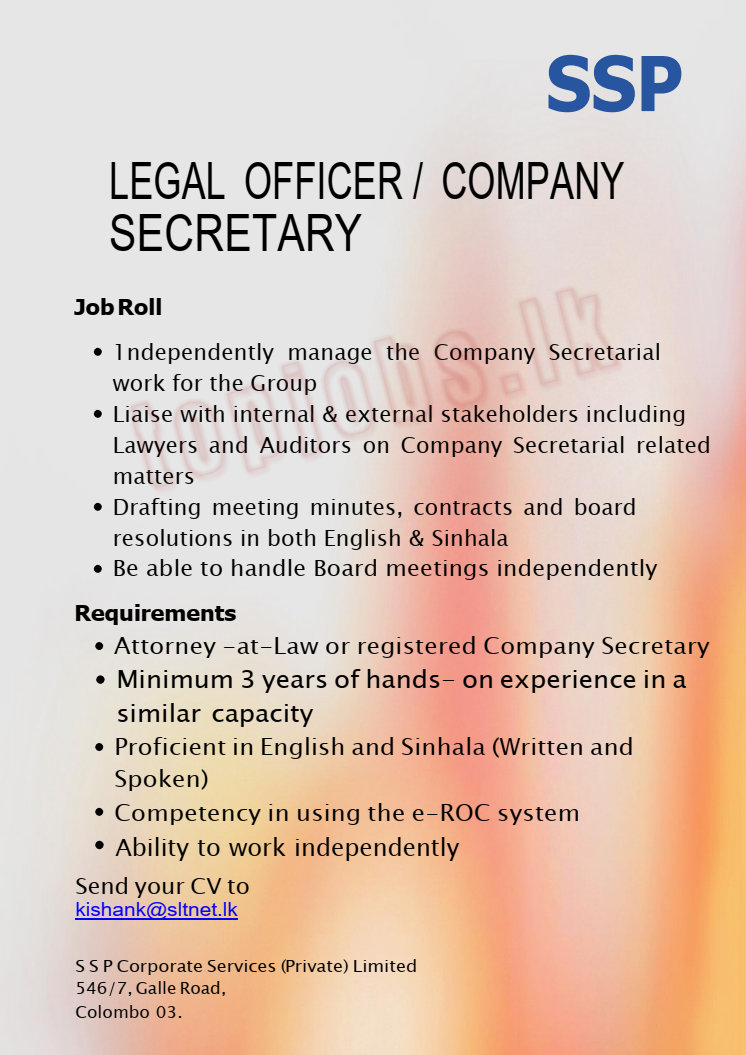 SSP
LEGAL OFFICER / COMPANY
SECRETARY
Job Roll
• 1ndependently manage the Company Secretarial
work for the Group
• Liaise with internal & external stakeholders including
Lawyers and Auditors on Company Secretarial related
matters
• Drafting meeting minutes, contracts and board
resolutions in both English & Sinhala
• Be able to handle Board meetings independently
topjobs.lk
Requirements
• Attorney -at-Law or registered Company Secretary
• Minimum 3 years of hands- on experience in a
similar capacity
• Proficient in English and Sinhala (Written and
Spoken)
• Competency in using the e-ROC system
• Ability to work independently
Send your CV to
kishank@sltnet.lk
S S P Corporate Services (Private) Limited
546/7, Galle Road,
Colombo 03.